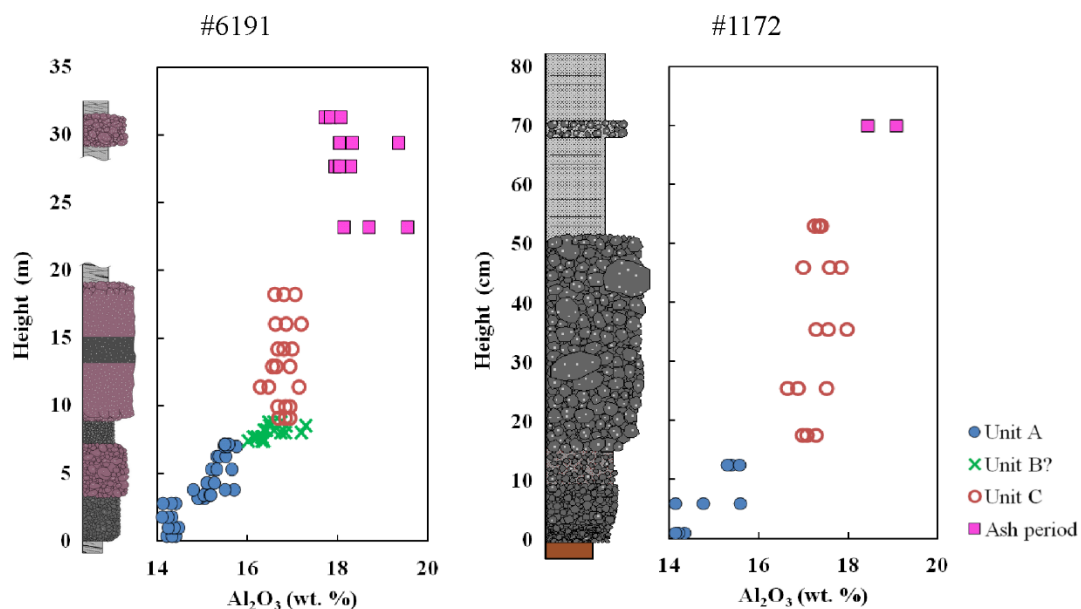 #6191
#1172
35
30
25
20
15
10
5
0
Height (m)
14 16 18 20
Al₂O₃ (wt. %)
80
70
60
50
40
30
20
10
0
Height (cm)
14 16 18 20
Al₂O₃ (wt. %)
Unit A
Unit B?
Unit C
Ash period